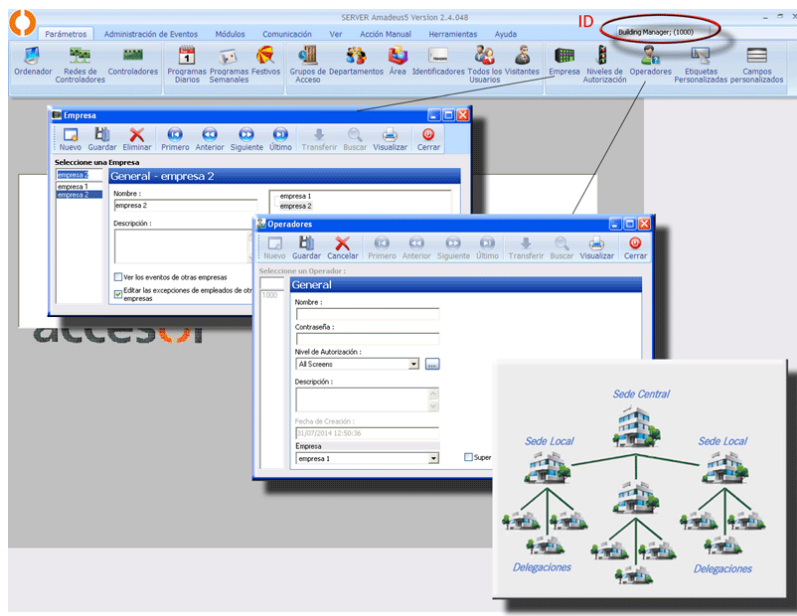 SERVER Amadeus5 Version 2.4.048
ID
Building Manager; (1000)
Parámetros Administración de Eventos Módulos Comunicación Ver Acción Manual Herramientas Ayuda
Ordenador Redes de Controladores Controladores Programas Diarios Programas Semanales Festivos Grupos de Acceso Departamentos Área Identificadores Todos los Usuarios Visitantes Empresa Niveles de Autorización Operadores Etiquetas Personalizadas Campos personalizados
Empresa
Nuevo Guardar Eliminar Primero Anterior Siguiente Último Transferir Buscar Visualizar Cerrar
Seleccione una Empresa
empresa 2
General - empresa 2
empresa 1
empresa 2
Nombre :
empresa 2
empresa 1
empresa 2
Descripción :
Ver los eventos de otras empresas
Editar las excepciones de empleados de otr
empresas
Operadores
Nuevo Guardar Cancelar Primero Anterior Siguiente Último Transferir Buscar Visualizar Cerrar
Seleccione un Operador :
General
1000
Nombre :
Contraseña :
Nivel de Autorización :
All Screens
...
Descripción :
Fecha de Creación :
31/07/2014 12:50:36
Empresa
empresa 1
Super
accesor
Sede Central
Sede Local
Sede Local
Delegaciones
Delegaciones